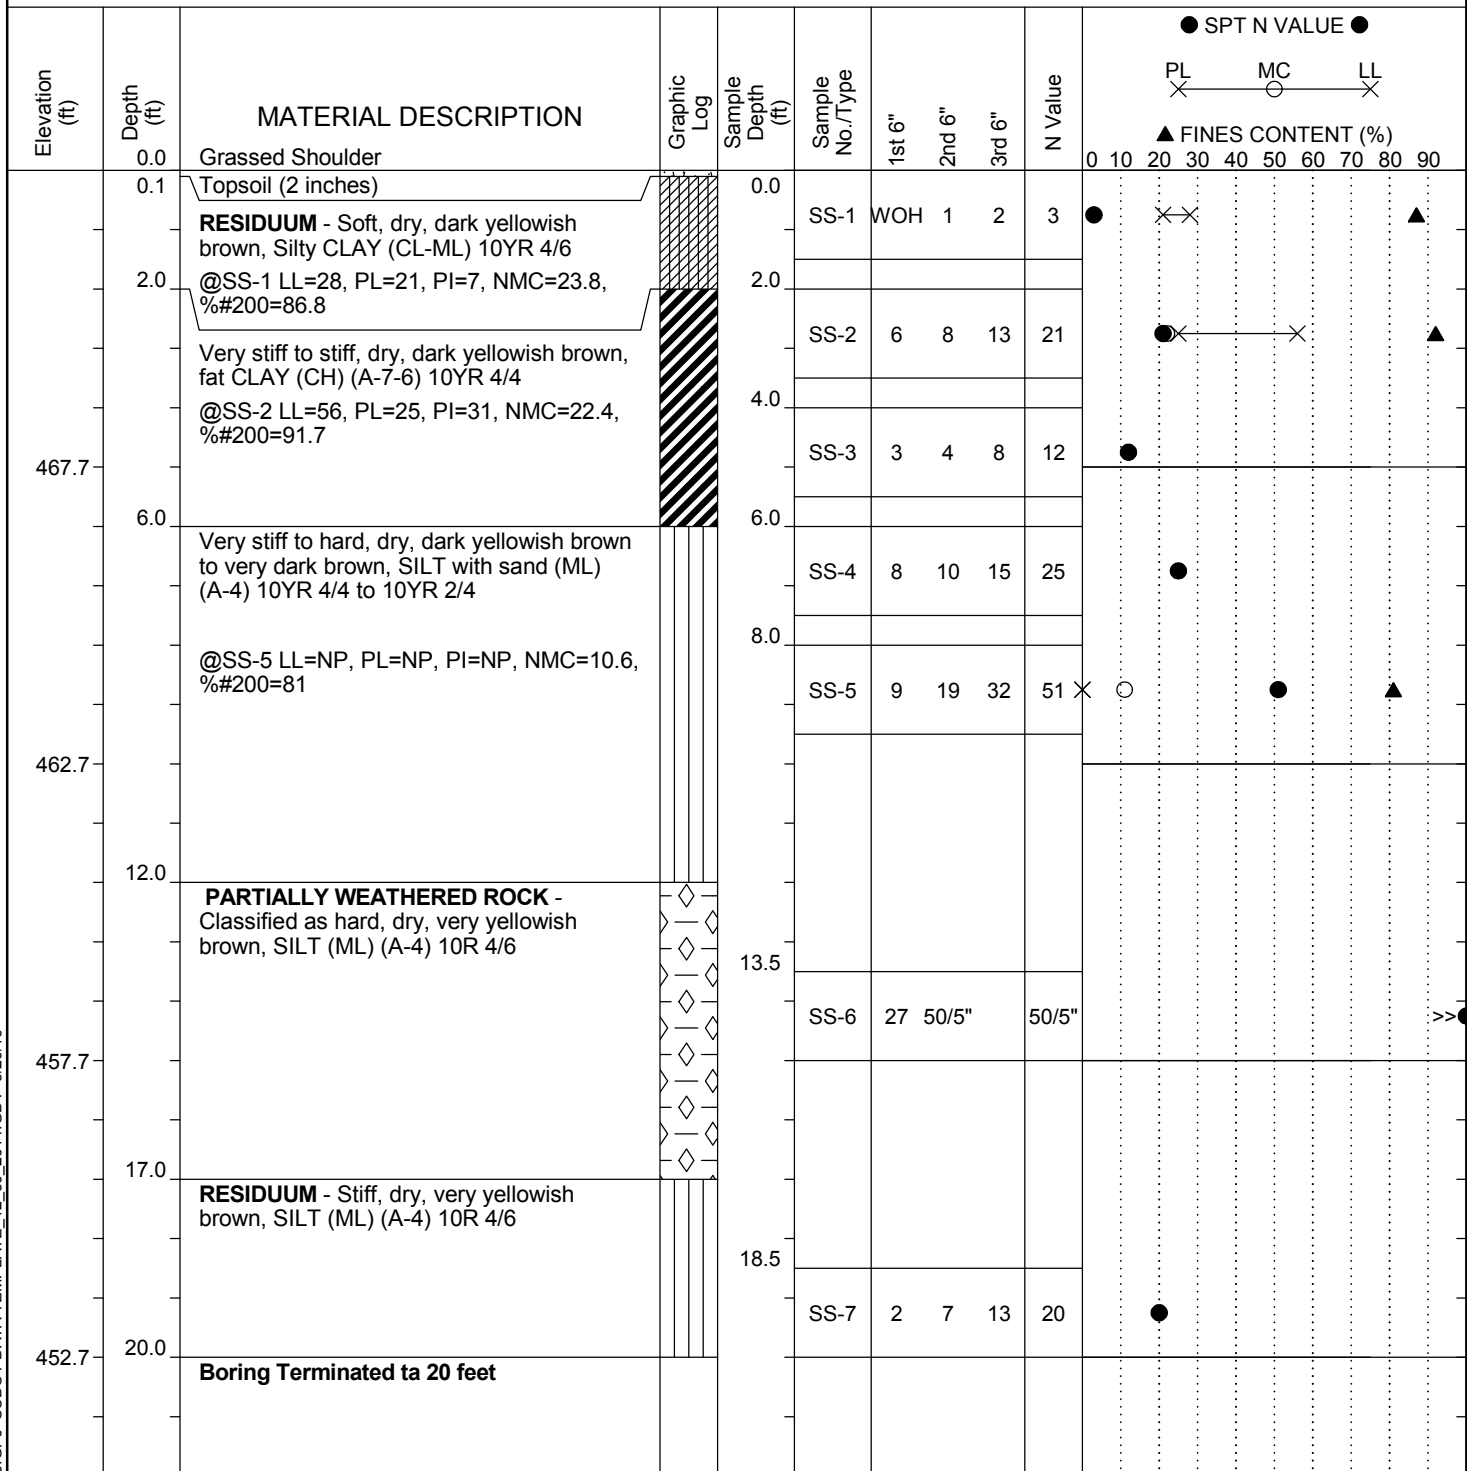 ● SPT N VALUE ●
PL MC LL
▲ FINES CONTENT (%)
0 10 20 30 40 50 60 70 80 90
Elevation (ft)
Depth (ft)
MATERIAL DESCRIPTION
Graphic Log
Sample Depth (ft)
Sample No./Type
1st 6"
2nd 6"
3rd 6"
N Value
0.0 Grassed Shoulder
0.1 Topsoil (2 inches) 0.0
RESIDUUM - Soft, dry, dark yellowish
brown, Silty CLAY (CL-ML) 10YR 4/6
SS-1 WOH 1 2 3
@SS-1 LL=28, PL=21, PI=7, NMC=23.8,
%#200=86.8
2.0 2.0
SS-2 6 8 13 21
Very stiff to stiff, dry, dark yellowish brown,
fat CLAY (CH) (A-7-6) 10YR 4/4
@SS-2 LL=56, PL=25, PI=31, NMC=22.4,
%#200=91.7
4.0
467.7 SS-3 3 4 8 12
6.0 6.0
Very stiff to hard, dry, dark yellowish brown
to very dark brown, SILT with sand (ML)
(A-4) 10YR 4/4 to 10YR 2/4
SS-4 8 10 15 25
8.0
@SS-5 LL=NP, PL=NP, PI=NP, NMC=10.6,
%#200=81
SS-5 9 19 32 51
462.7
12.0
PARTIALLY WEATHERED ROCK -
Classified as hard, dry, very yellowish
brown, SILT (ML) (A-4) 10R 4/6
13.5
SS-6 27 50/5" 50/5" >>
457.7
17.0
RESIDUUM - Stiff, dry, very yellowish
brown, SILT (ML) (A-4) 10R 4/6
18.5
SS-7 2 7 13 20
452.7 20.0
Boring Terminated ta 20 feet